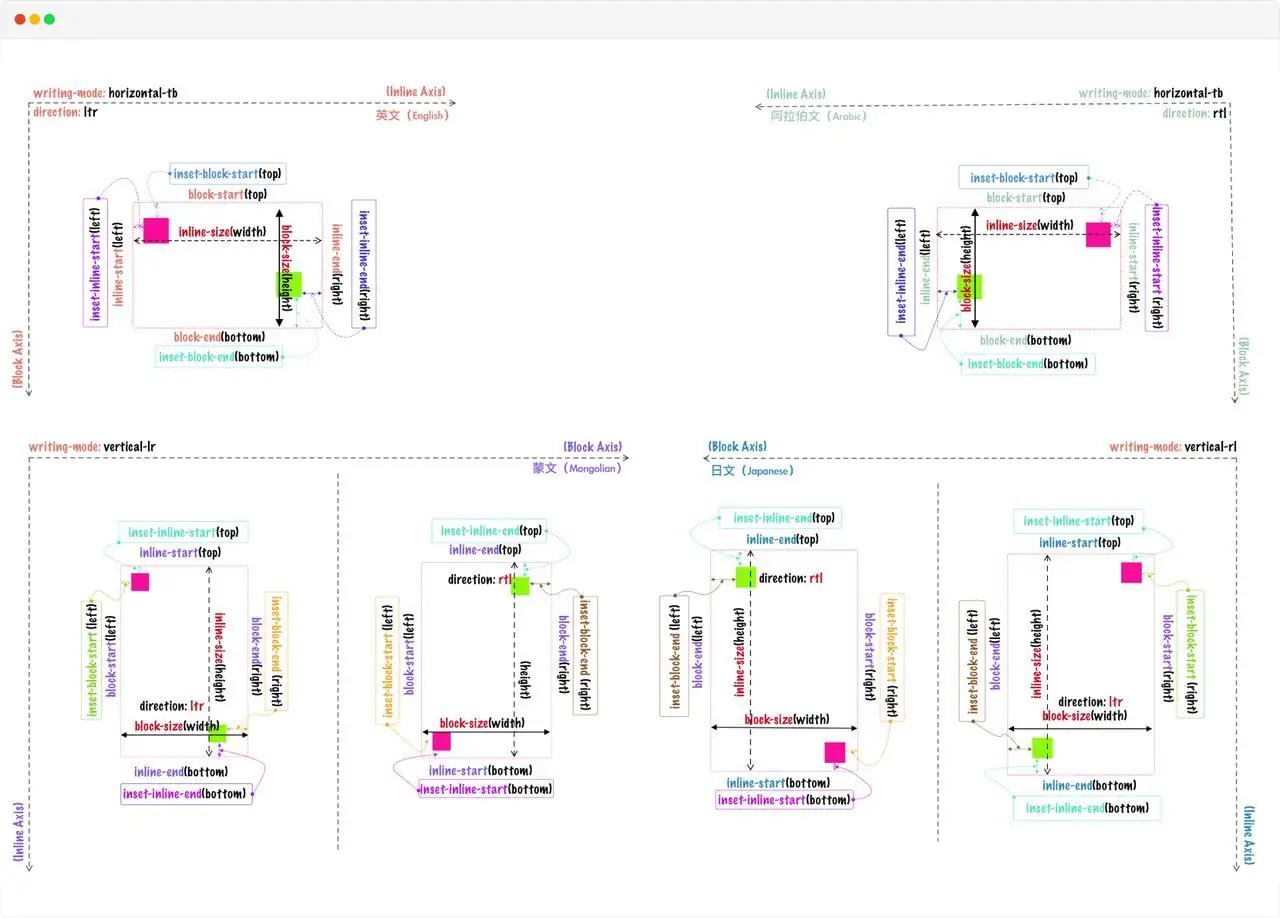 writing-mode: horizontal-tb
(Inline Axis)
direction: ltr
英文（English）
inset-block-start(top)
block-start(top)
inset-inline-start(left)
inline-start(left)
inline-size(width)
block-size(height)
inline-end(right)
inset-inline-end(right)
block-end(bottom)
inset-block-end(bottom)
(Block Axis)
(Inline Axis)
writing-mode: horizontal-tb
阿拉伯文（Arabic）
direction: rtl
inset-block-start(top)
block-start(top)
inset-inline-end(left)
inline-end(left)
block-size(height)
inline-size(width)
inline-start(right)
inset-inline-start (right)
block-end(bottom)
inset-block-end(bottom)
(Block Axis)
writing-mode: vertical-lr
(Block Axis)
蒙文（Mongolian）
inset-inline-start(top)
inline-start(top)
inset-block-start (left)
block-start(left)
inline-size(height)
block-end(right)
inset-block-end (right)
direction: ltr
block-size(width)
inline-end(bottom)
inset-inline-end(bottom)
inset-inline-end(top)
inline-end(top)
direction: rtl
inset-block-start (left)
block-start(left)
(height)
block-end(right)
inset-block-end (right)
block-size(width)
inline-start(bottom)
inset-inline-start(bottom)
(Inline Axis)
(Block Axis)
writing-mode: vertical-rl
日文（Japanese）
inset-inline-end(top)
inline-end(top)
direction: rtl
inset-block-end (left)
block-end(left)
inline-size(height)
block-start(right)
inset-block-start (right)
block-size(width)
inline-start(bottom)
inset-inline-start(bottom)
inset-inline-start(top)
inline-start(top)
inset-block-end (left)
block-end(left)
inline-size(height)
block-start(right)
inset-block-start (right)
direction: ltr
block-size(width)
inline-end(bottom)
inset-inline-end(bottom)
(Inline Axis)